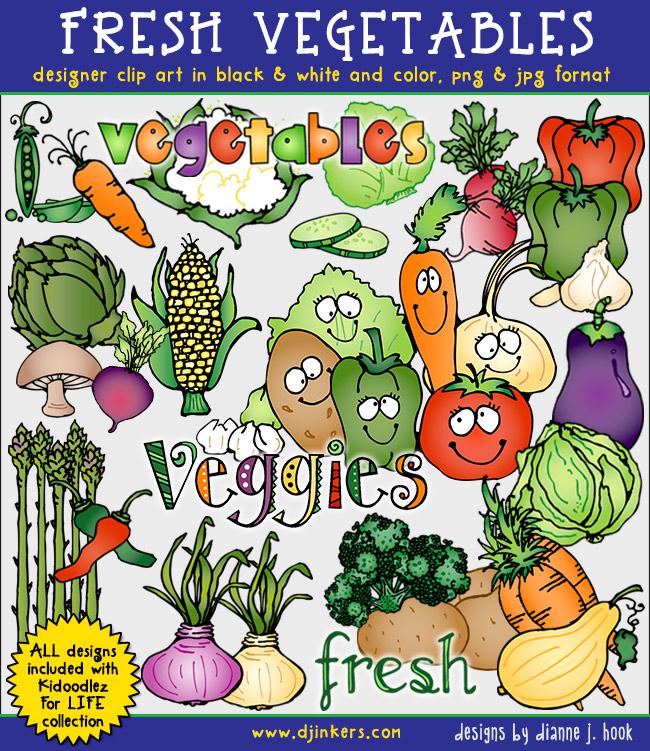 FRESH VEGETABLES
designer clip art in black & white and color, png & jpg format
vegetables
veggies
fresh
ALL designs
included with
Kidoodlez
For LIFE
collection
www.djinkers.com
designs by dianne j. hook